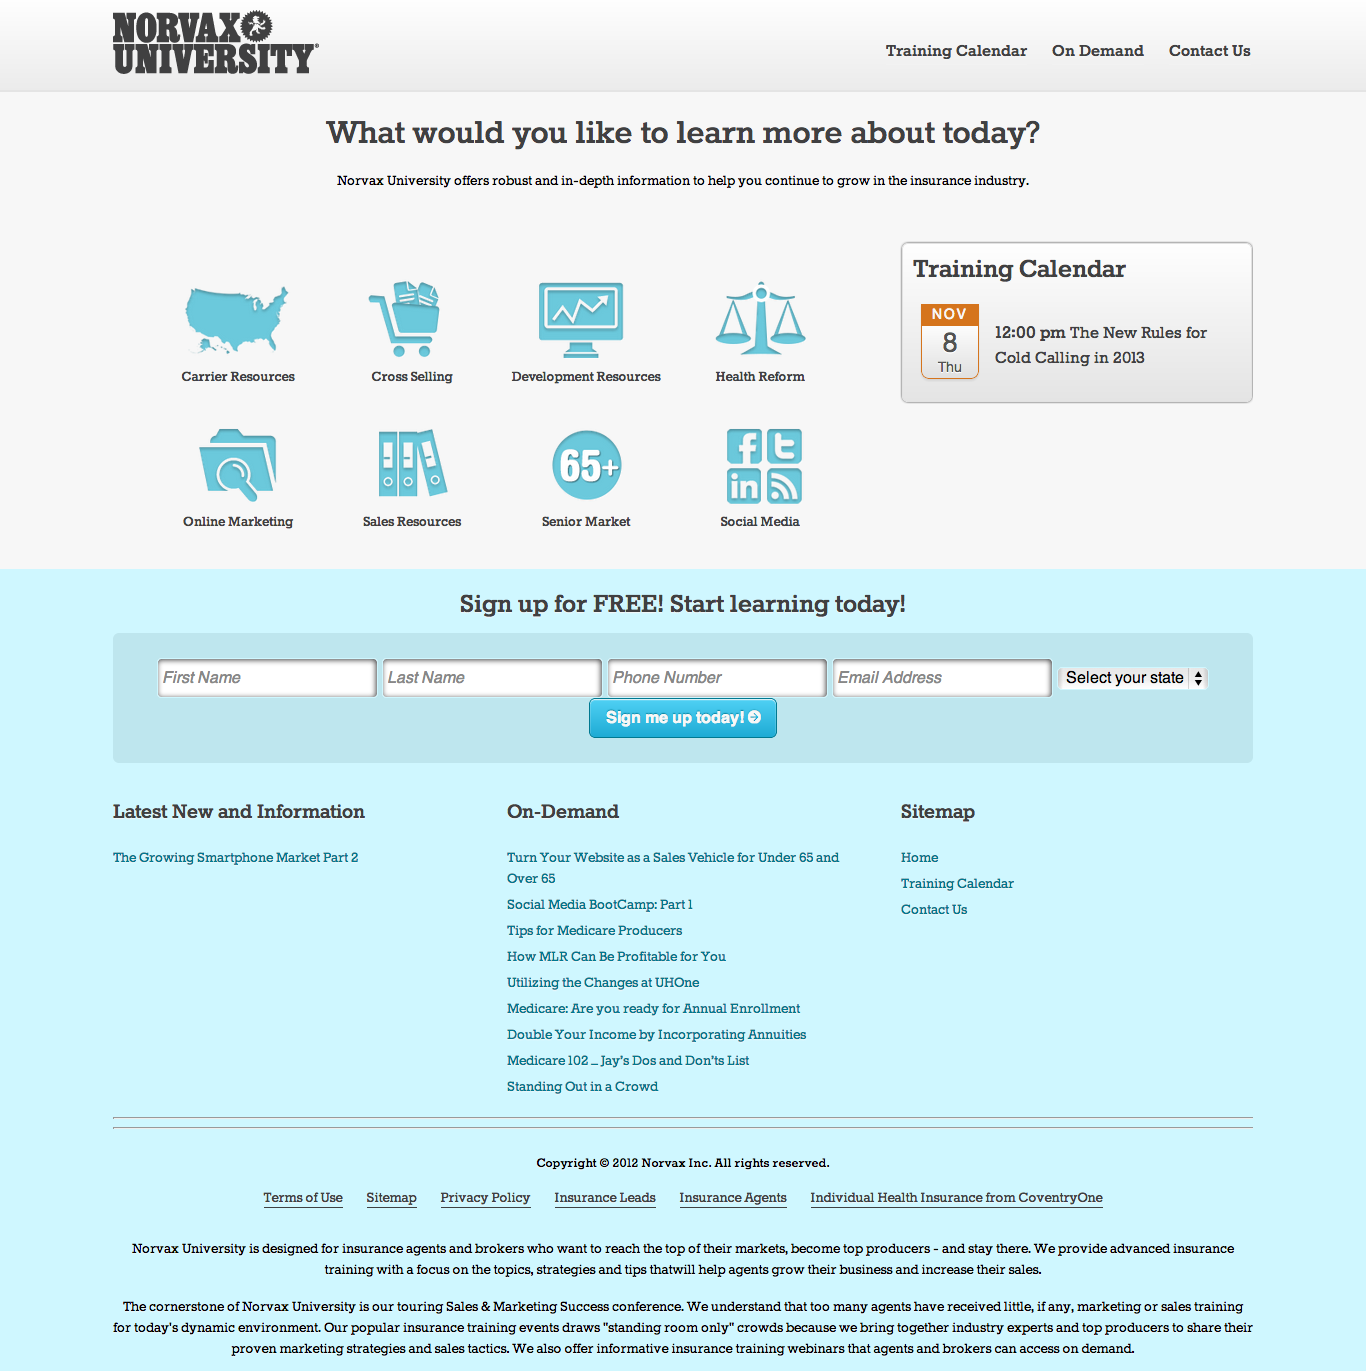 NORVAX
UNIVERSITY
Training Calendar On Demand Contact Us
What would you like to learn more about today?
Norvax University offers robust and in-depth information to help you continue to grow in the insurance industry.
Carrier Resources Cross Selling Development Resources Health Reform
65+
Online Marketing Sales Resources Senior Market Social Media
Training Calendar
NOV
8
Thu
12:00 pm The New Rules for
Cold Calling in 2013
Sign up for FREE! Start learning today!
First Name Last Name Phone Number Email Address Select your state
Sign me up today!
Latest New and Information
The Growing Smartphone Market Part 2
On-Demand
Turn Your Website as a Sales Vehicle for Under 65 and
Over 65
Social Media BootCamp: Part 1
Tips for Medicare Producers
How MLR Can Be Profitable for You
Utilizing the Changes at UHOne
Medicare: Are you ready for Annual Enrollment
Double Your Income by Incorporating Annuities
Medicare 102 _ Jay's Dos and Don'ts List
Standing Out in a Crowd
Sitemap
Home
Training Calendar
Contact Us
Copyright © 2012 Norvax Inc. All rights reserved.
Terms of Use Sitemap Privacy Policy Insurance Leads Insurance Agents Individual Health Insurance from CoventryOne
Norvax University is designed for insurance agents and brokers who want to reach the top of their markets, become top producers - and stay there. We provide advanced insurance
training with a focus on the topics, strategies and tips thatwill help agents grow their business and increase their sales.
The cornerstone of Norvax University is our touring Sales & Marketing Success conference. We understand that too many agents have received little, if any, marketing or sales training
for today's dynamic environment. Our popular insurance training events draws "standing room only" crowds because we bring together industry experts and top producers to share their
proven marketing strategies and sales tactics. We also offer informative insurance training webinars that agents and brokers can access on demand.